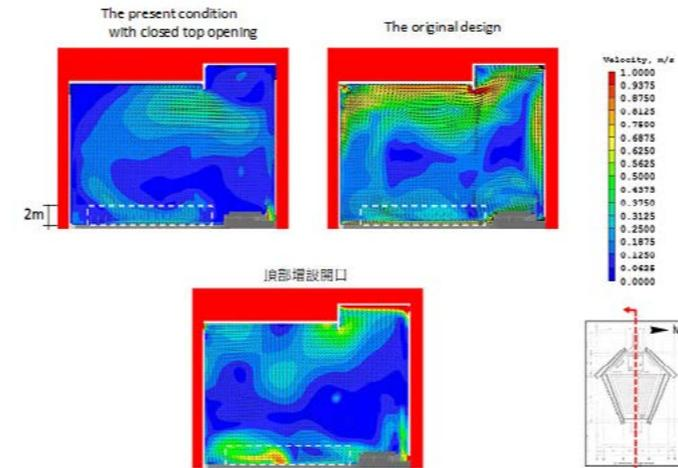 The present condition
with closed top opening
The original design
Velocity, m/s
1.0000
0.9375
0.8750
0.8125
0.7500
0.6875
0.6250
0.5625
0.5000
0.4375
0.3750
0.3125
0.2500
0.1875
0.1250
0.0625
0.0000
2m
頂部增設開口